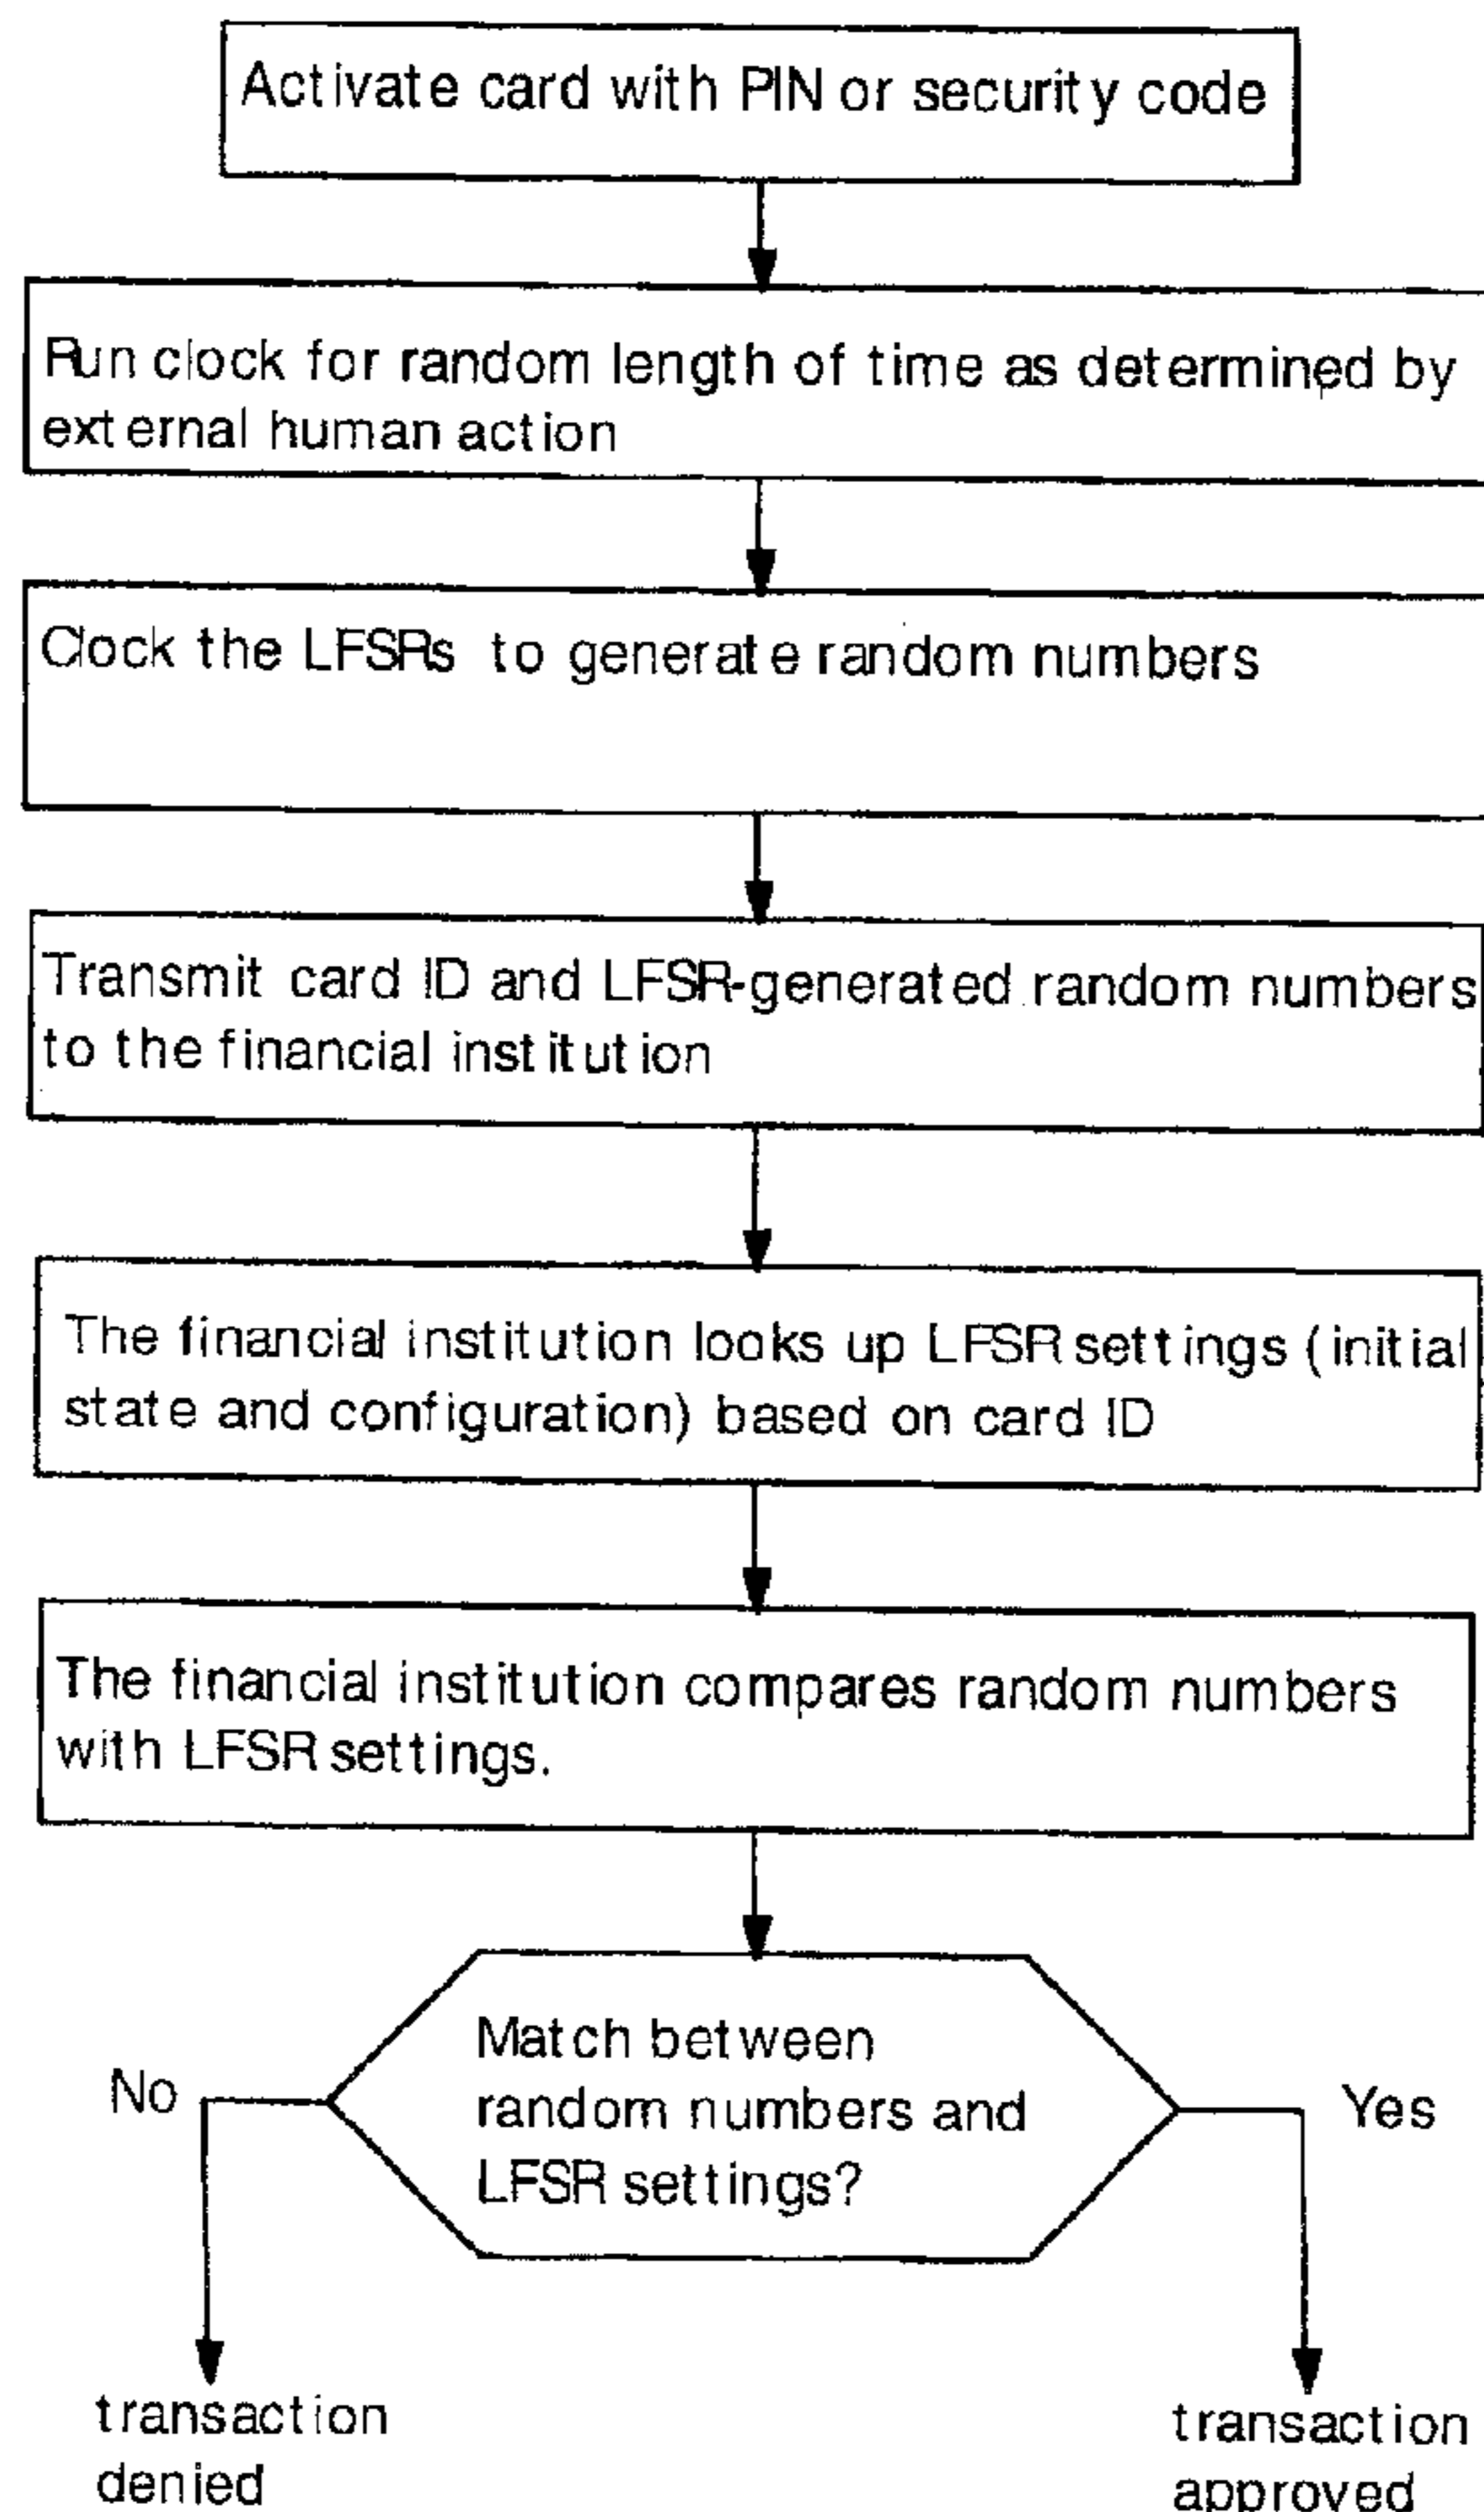 Activate card with PIN or security code
Run clock for random length of time as determined by
external human action
Clock the LFSRs to generate random numbers
Transmit card ID and LFSR-generated random numbers
to the financial institution
The financial institution looks up LFSR settings (initial
state and configuration) based on card ID
The financial institution compares random numbers
with LFSR settings.
Match between
random numbers and
LFSR settings?
No
Yes
transaction
denied
transaction
approved